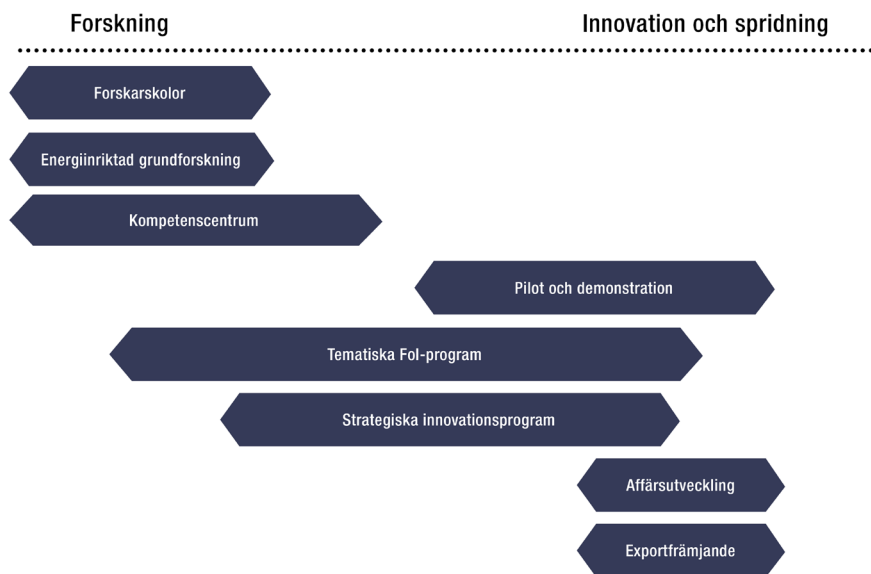 Forskning
Innovation och spridning
Forskarskolor
Energiinriktad grundforskning
Kompetenscentrum
Pilot och demonstration
Tematiska FoI-program
Strategiska innovationsprogram
Affärsutveckling
Exportfrämjande